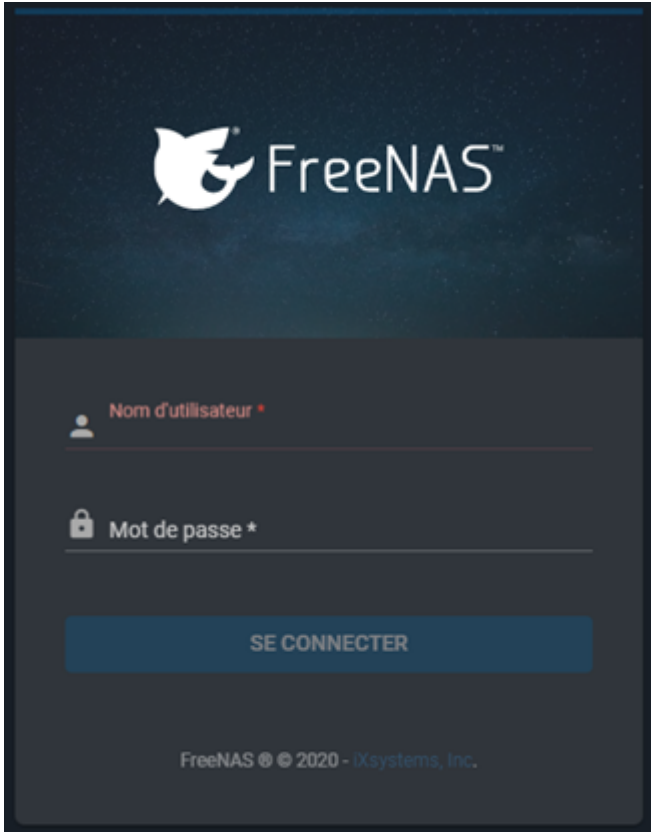 FreeNAS™
Nom d'utilisateur *
Mot de passe *
SE CONNECTER
FreeNAS ® © 2020 - iXsystems, Inc.